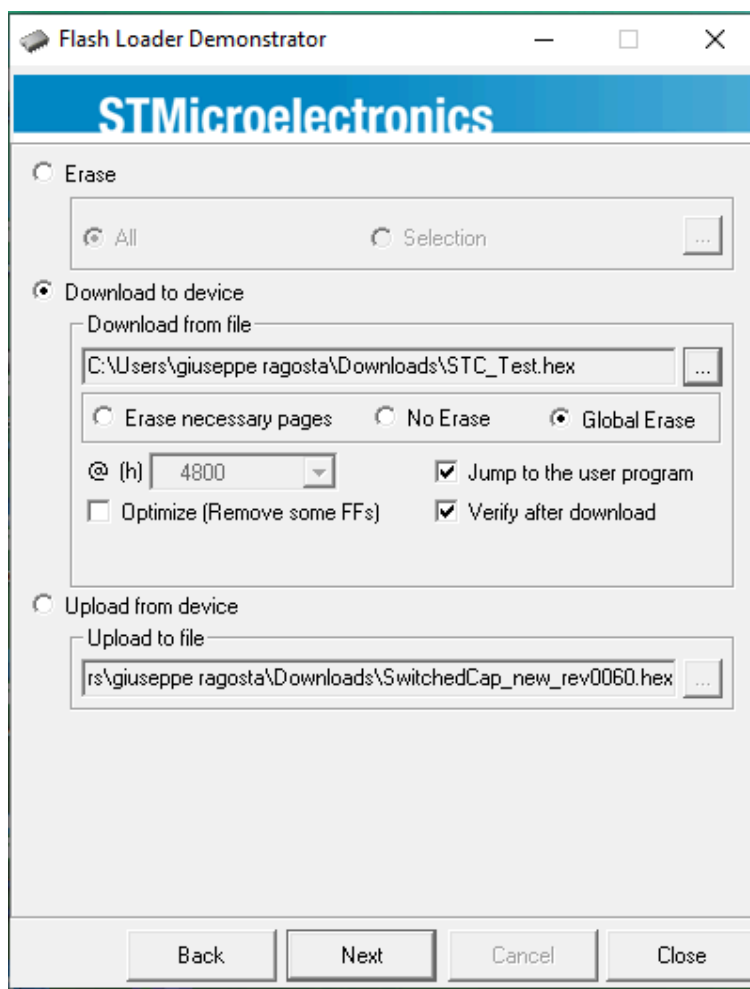 Flash Loader Demonstrator
STMicroelectronics
Erase
All Selection ...
Download to device
Download from file
C:\Users\giuseppe ragosta\Downloads\STC_Test.hex ...
Erase necessary pages No Erase Global Erase
@ (h) 4800 Jump to the user program
Optimize (Remove some FFs) Verify after download
Upload from device
Upload to file
rs\giuseppe ragosta\Downloads\SwitchedCap_new_rev0060.hex ...
Back Next Cancel Close